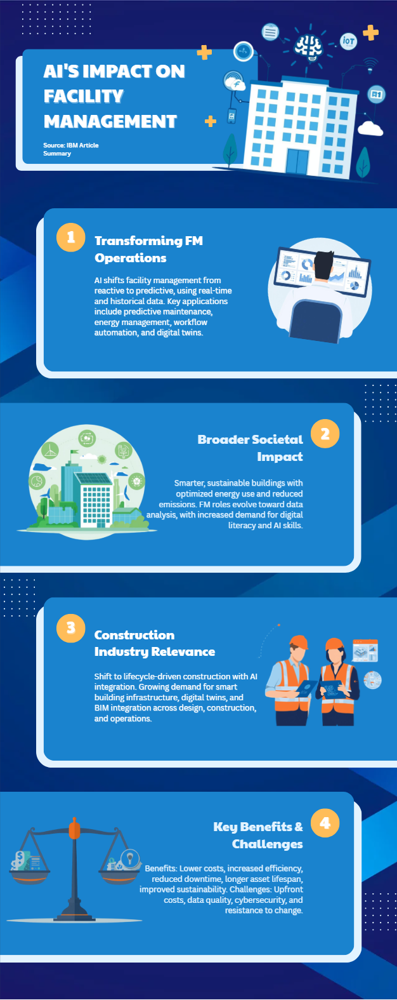 AI'S IMPACT ON
FACILITY
MANAGEMENT
Source: IBM Article
Summary
IoT
1
Transforming FM
Operations
AI shifts facility management from
reactive to predictive, using real-time
and historical data. Key applications
include predictive maintenance,
energy management, workflow
automation, and digital twins.
2
Broader Societal
Impact
Smarter, sustainable buildings with
optimized energy use and reduced
emissions. FM roles evolve toward data
analysis, with increased demand for digital
literacy and AI skills.
3
Construction
Industry Relevance
Shift to lifecycle-driven construction with AI
integration. Growing demand for smart
building infrastructure, digital twins, and
BIM integration across design, construction,
and operations.
4
Key Benefits &
Challenges
Benefits: Lower costs, increased efficiency,
reduced downtime, longer asset lifespan,
improved sustainability. Challenges: Upfront
costs, data quality, cybersecurity, and
resistance to change.